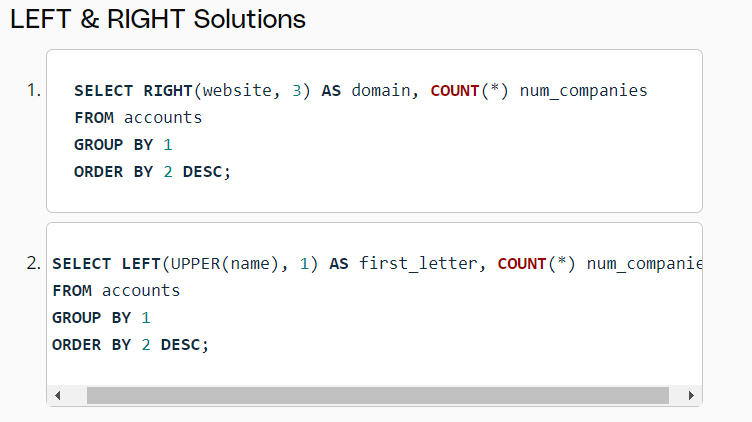 LEFT & RIGHT Solutions
1. SELECT RIGHT(website, 3) AS domain, COUNT(*) num_companies
FROM accounts
GROUP BY 1
ORDER BY 2 DESC;
2. SELECT LEFT(UPPER(name), 1) AS first_letter, COUNT(*) num_companie
FROM accounts
GROUP BY 1
ORDER BY 2 DESC;